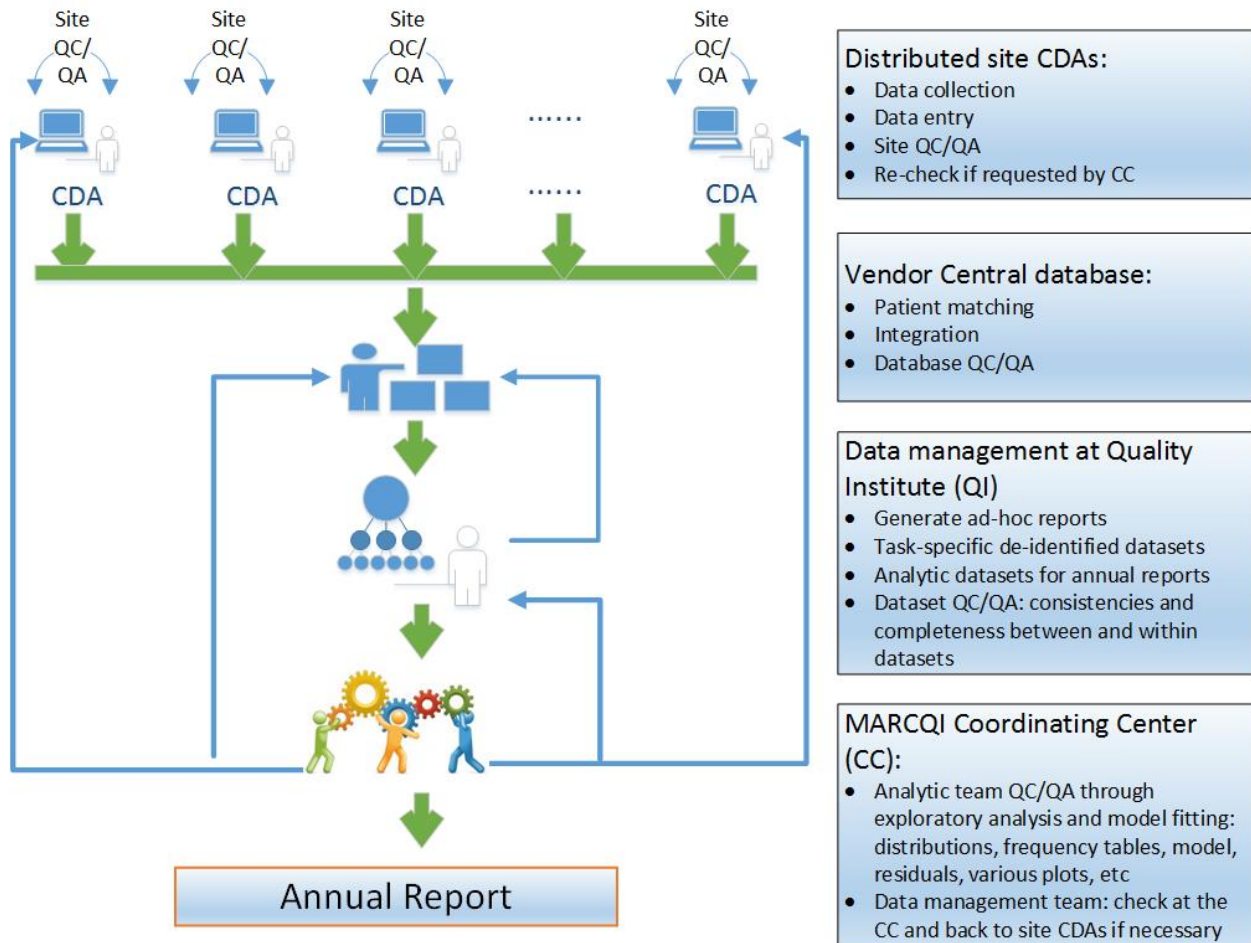 Site
QC/
QA
Site
QC/
QA
Site
QC/
QA
Site
QC/
QA
......
CDA
CDA
CDA
......
CDA
Annual Report
Distributed site CDAs:
• Data collection
• Data entry
• Site QC/QA
• Re-check if requested by CC
Vendor Central database:
• Patient matching
• Integration
• Database QC/QA
Data management at Quality
Institute (QI)
• Generate ad-hoc reports
• Task-specific de-identified datasets
• Analytic datasets for annual reports
• Dataset QC/QA: consistencies and
completeness between and within
datasets
MARCQI Coordinating Center
(CC):
• Analytic team QC/QA through
exploratory analysis and model fitting:
distributions, frequency tables, model,
residuals, various plots, etc
• Data management team: check at the
CC and back to site CDAs if necessary